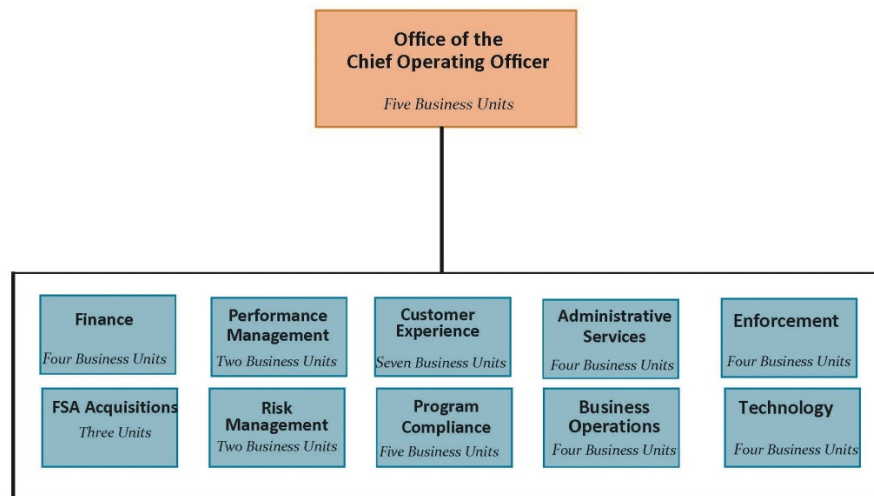 Office of the
Chief Operating Officer
Five Business Units
Finance
Four Business Units
Performance
Management
Two Business Units
Customer
Experience
Seven Business Units
Administrative
Services
Four Business Units
Enforcement
Four Business Units
FSA Acquisitions
Three Units
Risk
Management
Two Business Units
Program
Compliance
Five Business Units
Business
Operations
Four Business Units
Technology
Four Business Units